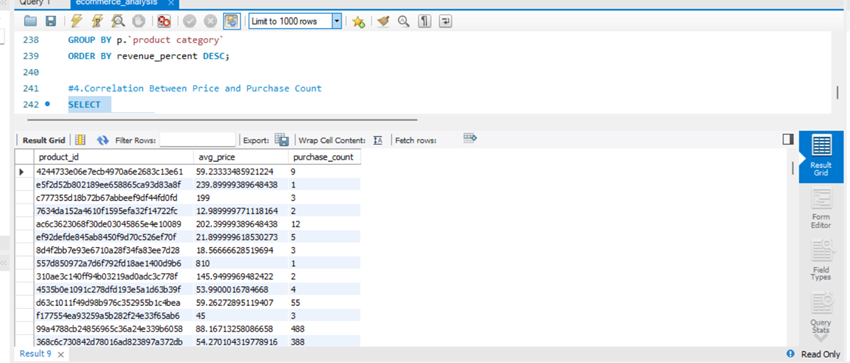 Query 1
ecommerce_analysis
Limit to 1000 rows
238 GROUP BY p.`product category`
239 ORDER BY revenue_percent DESC;
240
241 #4.Correlation Between Price and Purchase Count
242 SELECT
Result Grid Filter Rows: Export: Wrap Cell Content: Fetch rows:
product_id avg_price purchase_count
4244733e06e7ecb4970a6e2683c13e61 59.23333485921224 9
e5f2d52b802189ee658865ca93d83a8f 239.89999389648438 1
c777355d18b72b67abbeef9df44fd0fd 199 3
7634da152a4610f1595efa32f14722fc 12.989999771118164 2
ac6c3623068f30de03045865e4e10089 202.39999389648438 12
ef92defde845ab8450f9d70c526ef70f 21.899999618530273 5
8d4f2bb7e93e6710a28f34fa83ee7d28 18.56666628519694 3
557d850972a7d6f792fd18ae1400d9b6 810 1
310ae3c140ff94b03219ad0adc3c778f 145.9499969482422 2
4535b0e1091c278dfd193e5a1d63b39f 53.9900016784668 4
d63c1011f49d98b976c352955b1c4bea 59.26272895119407 55
f177554ea93259a5b282f24e33f65ab6 45 3
99a4788cb24856965c36a24e339b6058 88.16713258086658 488
368c6c730842d78016ad823897a372db 54.270104319778916 388
Result
Grid
Form
Editor
Field
Types
Query
Stats
Result 9
Read Only